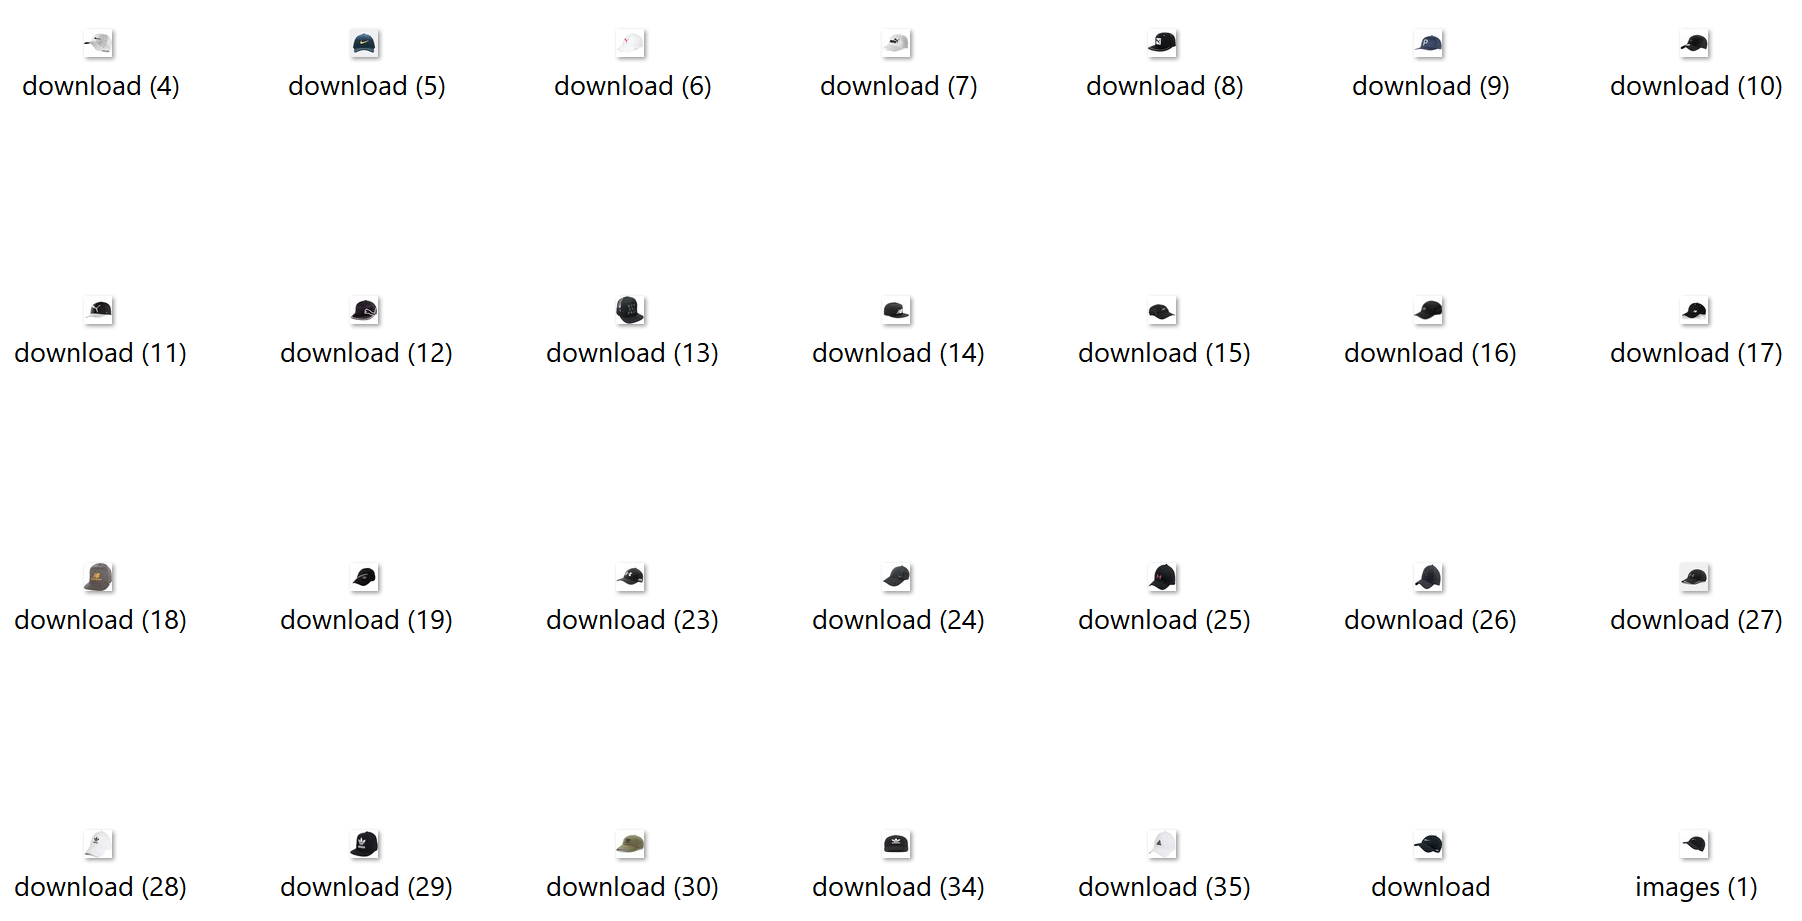 download (4)
download (5)
download (6)
download (7)
download (8)
download (9)
download (10)
download (11)
download (12)
download (13)
download (14)
download (15)
download (16)
download (17)
download (18)
download (19)
download (23)
download (24)
download (25)
download (26)
download (27)
download (28)
download (29)
download (30)
download (34)
download (35)
download
images (1)